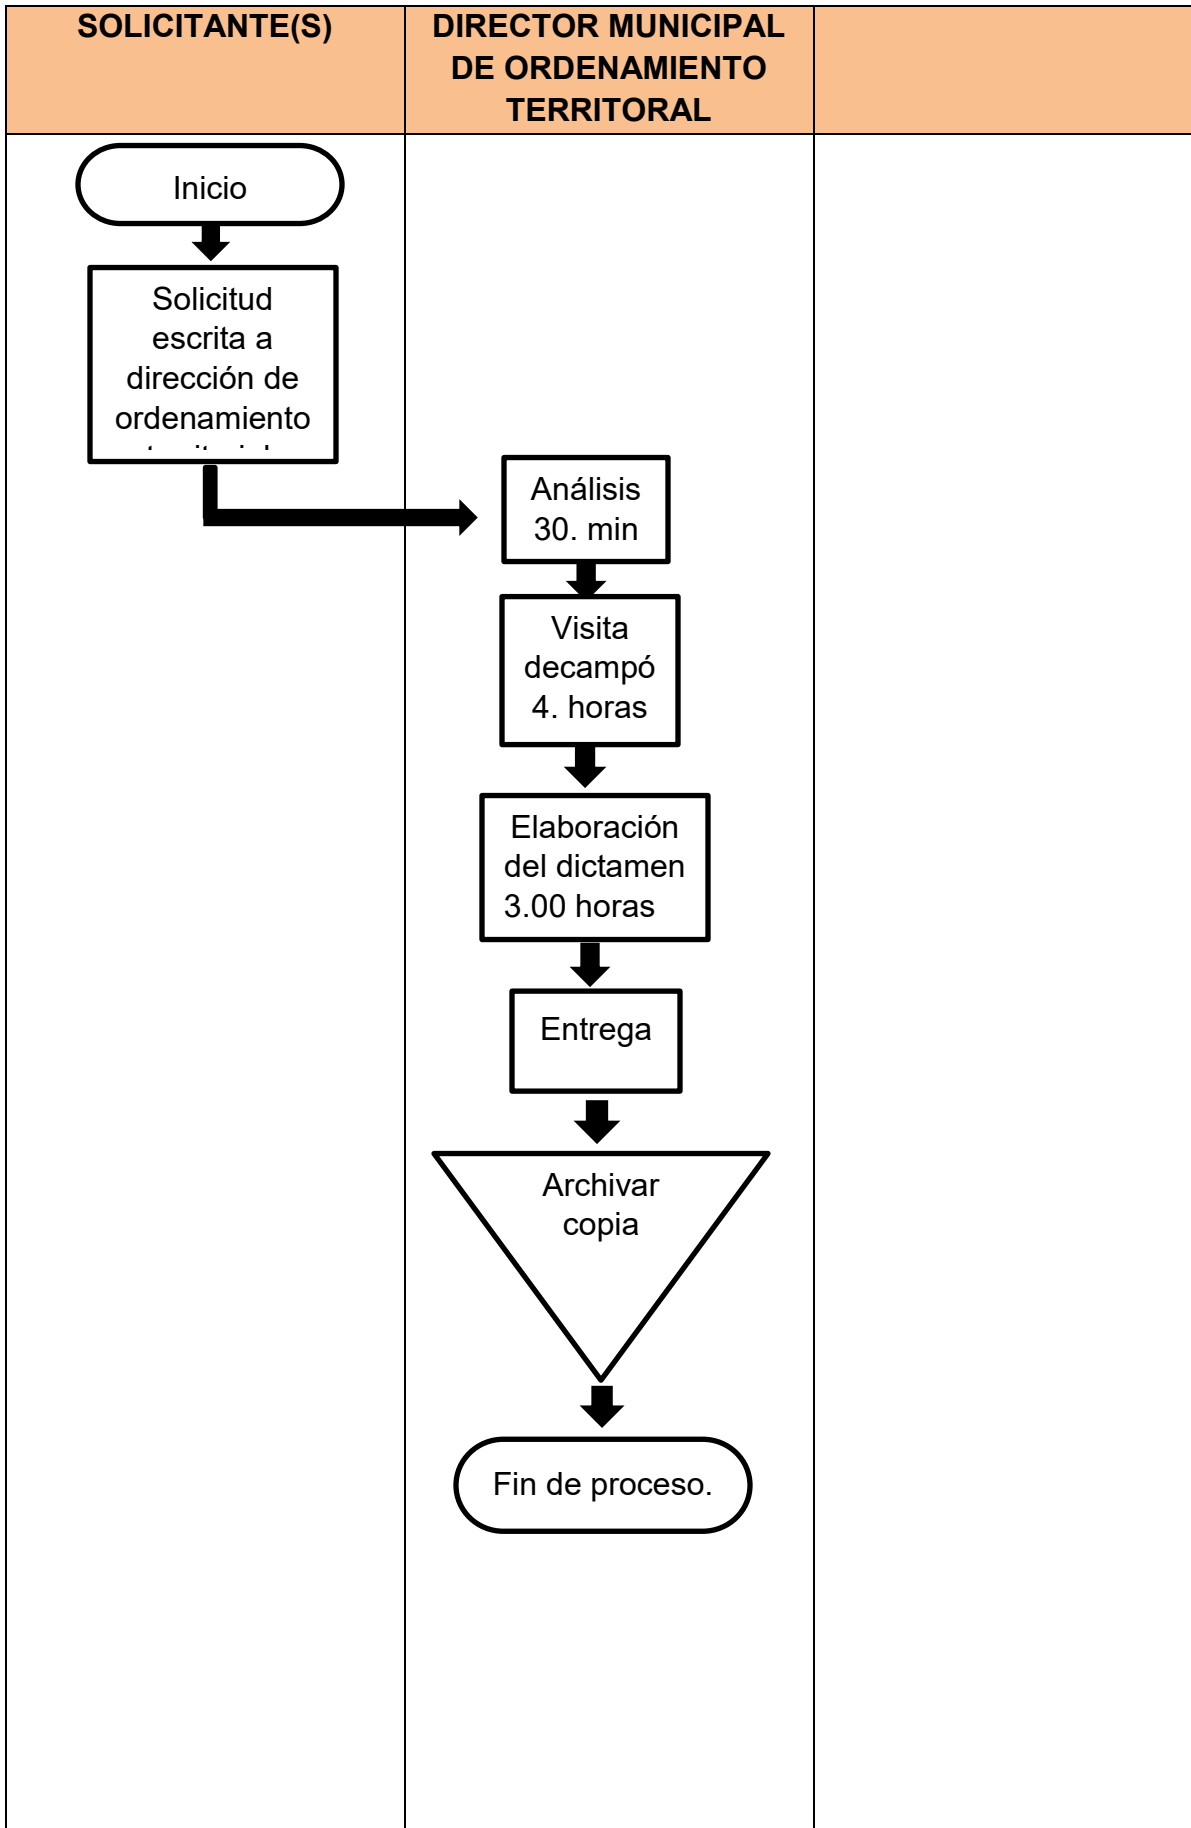 SOLICITANTE(S)
DIRECTOR MUNICIPAL
DE ORDENAMIENTO
TERRITORAL
Inicio
Solicitud
escrita a
dirección de
ordenamiento
Análisis
30. min
Visita
decampó
4. horas
Elaboración
del dictamen
3.00 horas
Entrega
Archivar
copia
Fin de proceso.